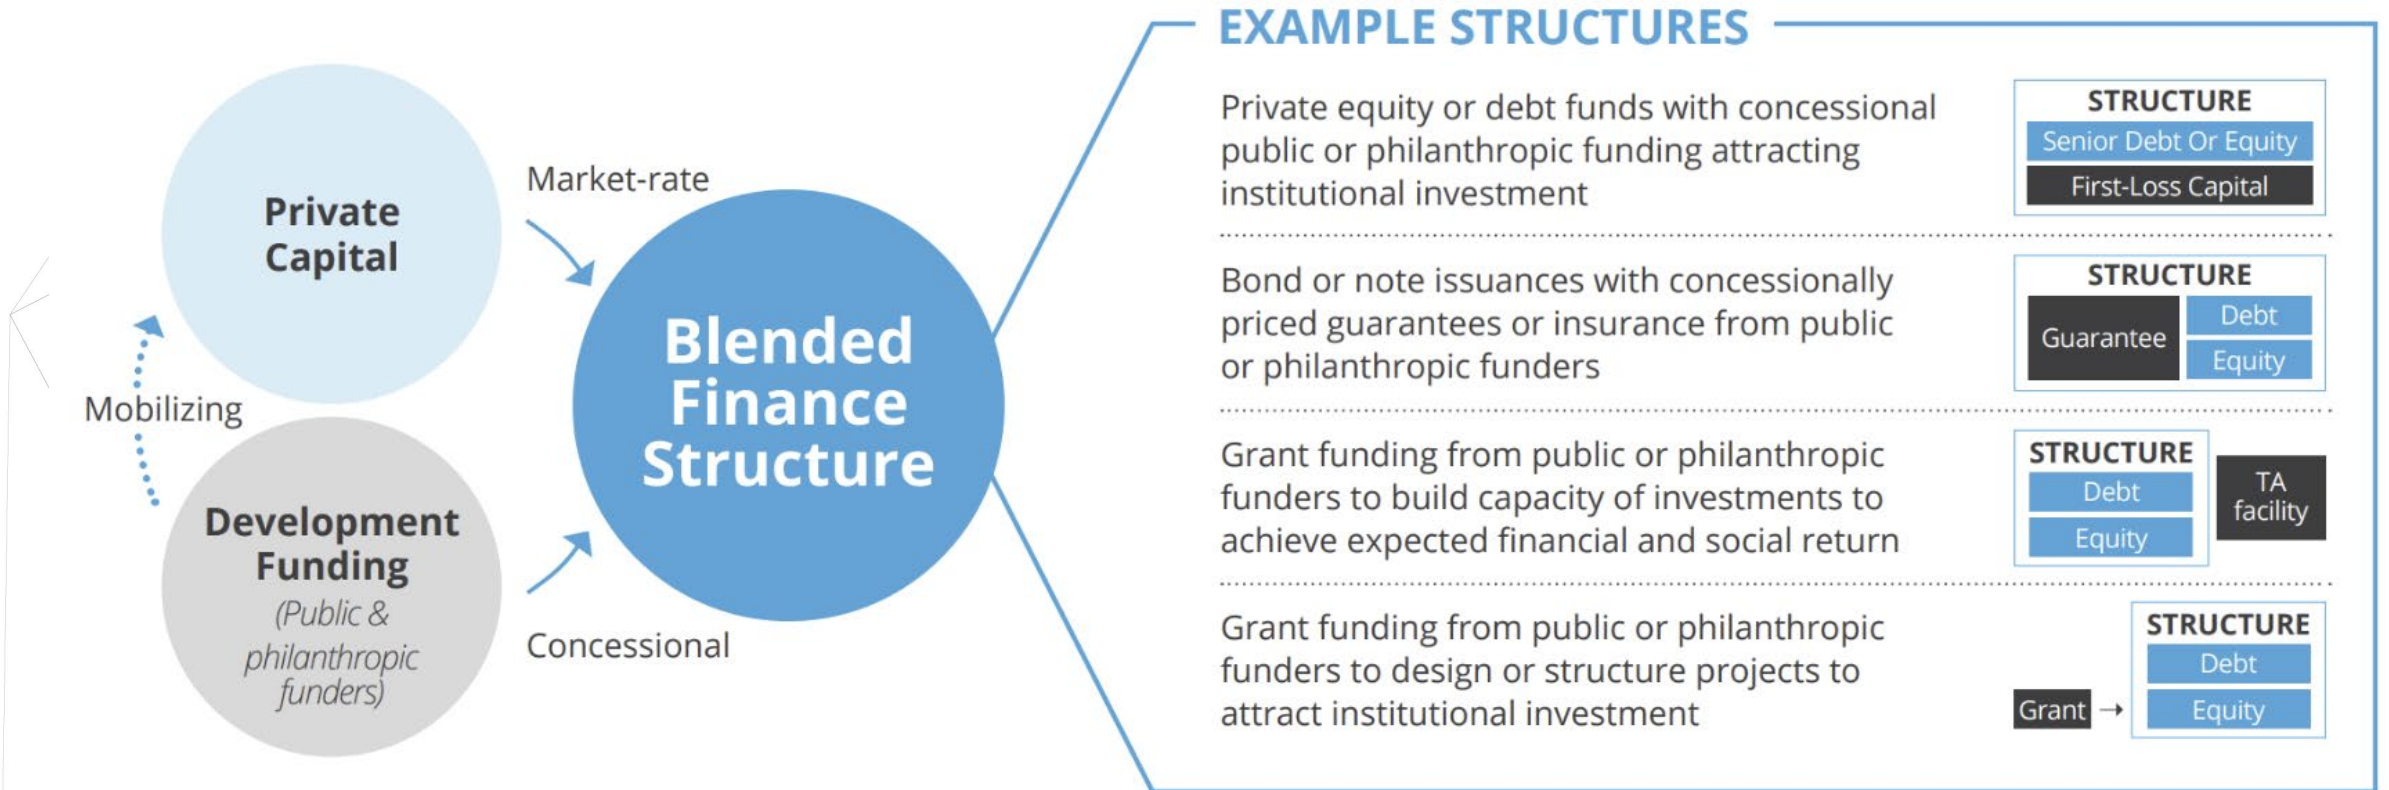 Private
Capital
Mobilizing
Development
Funding
(Public &
philanthropic
funders)
Market-rate
Concessional
Blended
Finance
Structure
EXAMPLE STRUCTURES
Private equity or debt funds with concessional
public or philanthropic funding attracting
institutional investment
STRUCTURE
Senior Debt Or Equity
First-Loss Capital
Bond or note issuances with concessionally
priced guarantees or insurance from public
or philanthropic funders
STRUCTURE
Guarantee
Debt
Equity
Grant funding from public or philanthropic
funders to build capacity of investments to
achieve expected financial and social return
STRUCTURE
Debt
Equity
TA
facility
Grant funding from public or philanthropic
funders to design or structure projects to
attract institutional investment
Grant
STRUCTURE
Debt
Equity